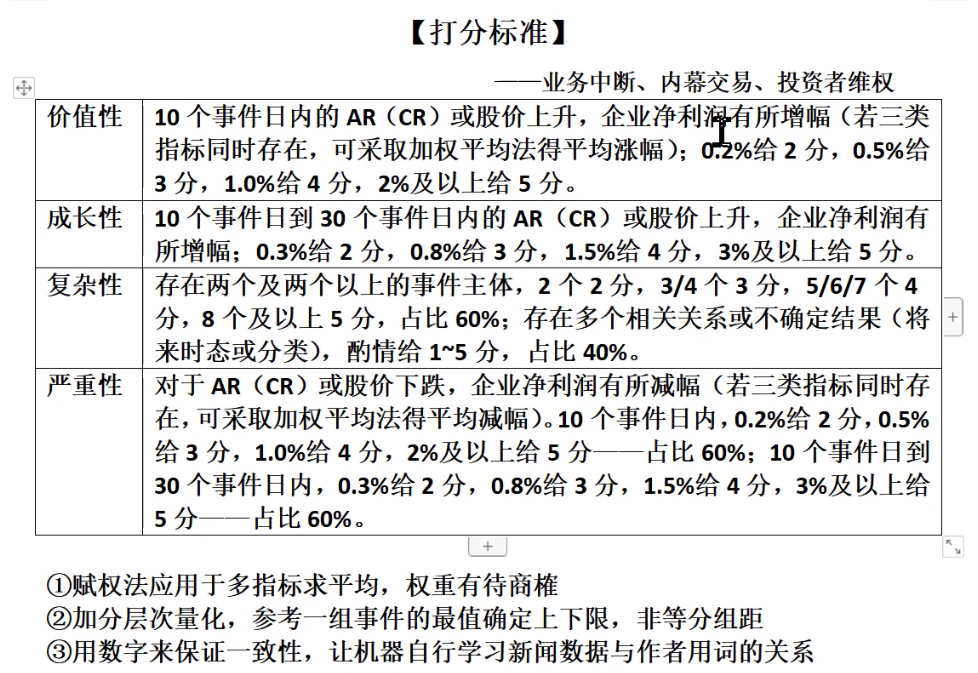 【打分标准】
——业务中断、内幕交易、投资者维权
价值性
10 个事件日内的 AR（CR）或股价上升，企业净利润有所增幅（若三类
指标同时存在，可采取加权平均法得平均涨幅）；0.2%给 2 分，0.5%给
3 分，1.0%给 4 分，2%及以上给 5 分。
成长性
10 个事件日到 30 个事件日内的 AR（CR）或股价上升，企业净利润有
所增幅；0.3%给 2 分，0.8%给 3 分，1.5%给 4 分，3%及以上给 5 分。
复杂性
存在两个及两个以上的事件主体，2 个 2 分，3/4 个 3 分，5/6/7 个 4
分，8 个及以上 5 分，占比 60%；存在多个相关关系或不确定结果（将
来时态或分类），酌情给 1~5 分，占比 40%。
严重性
对于 AR（CR）或股价下跌，企业净利润有所减幅（若三类指标同时存
在，可采取加权平均法得平均减幅）。10 个事件日内，0.2%给 2 分，0.5%
给 3 分，1.0%给 4 分，2%及以上给 5 分——占比 60%；10 个事件日到
30 个事件日内，0.3%给 2 分，0.8%给 3 分，1.5%给 4 分，3%及以上给
5 分——占比 60%。
①赋权法应用于多指标求平均，权重有待商榷
②加分层次量化，参考一组事件的最值确定上下限，非等分组距
③用数字来保证一致性，让机器自行学习新闻数据与作者用词的关系